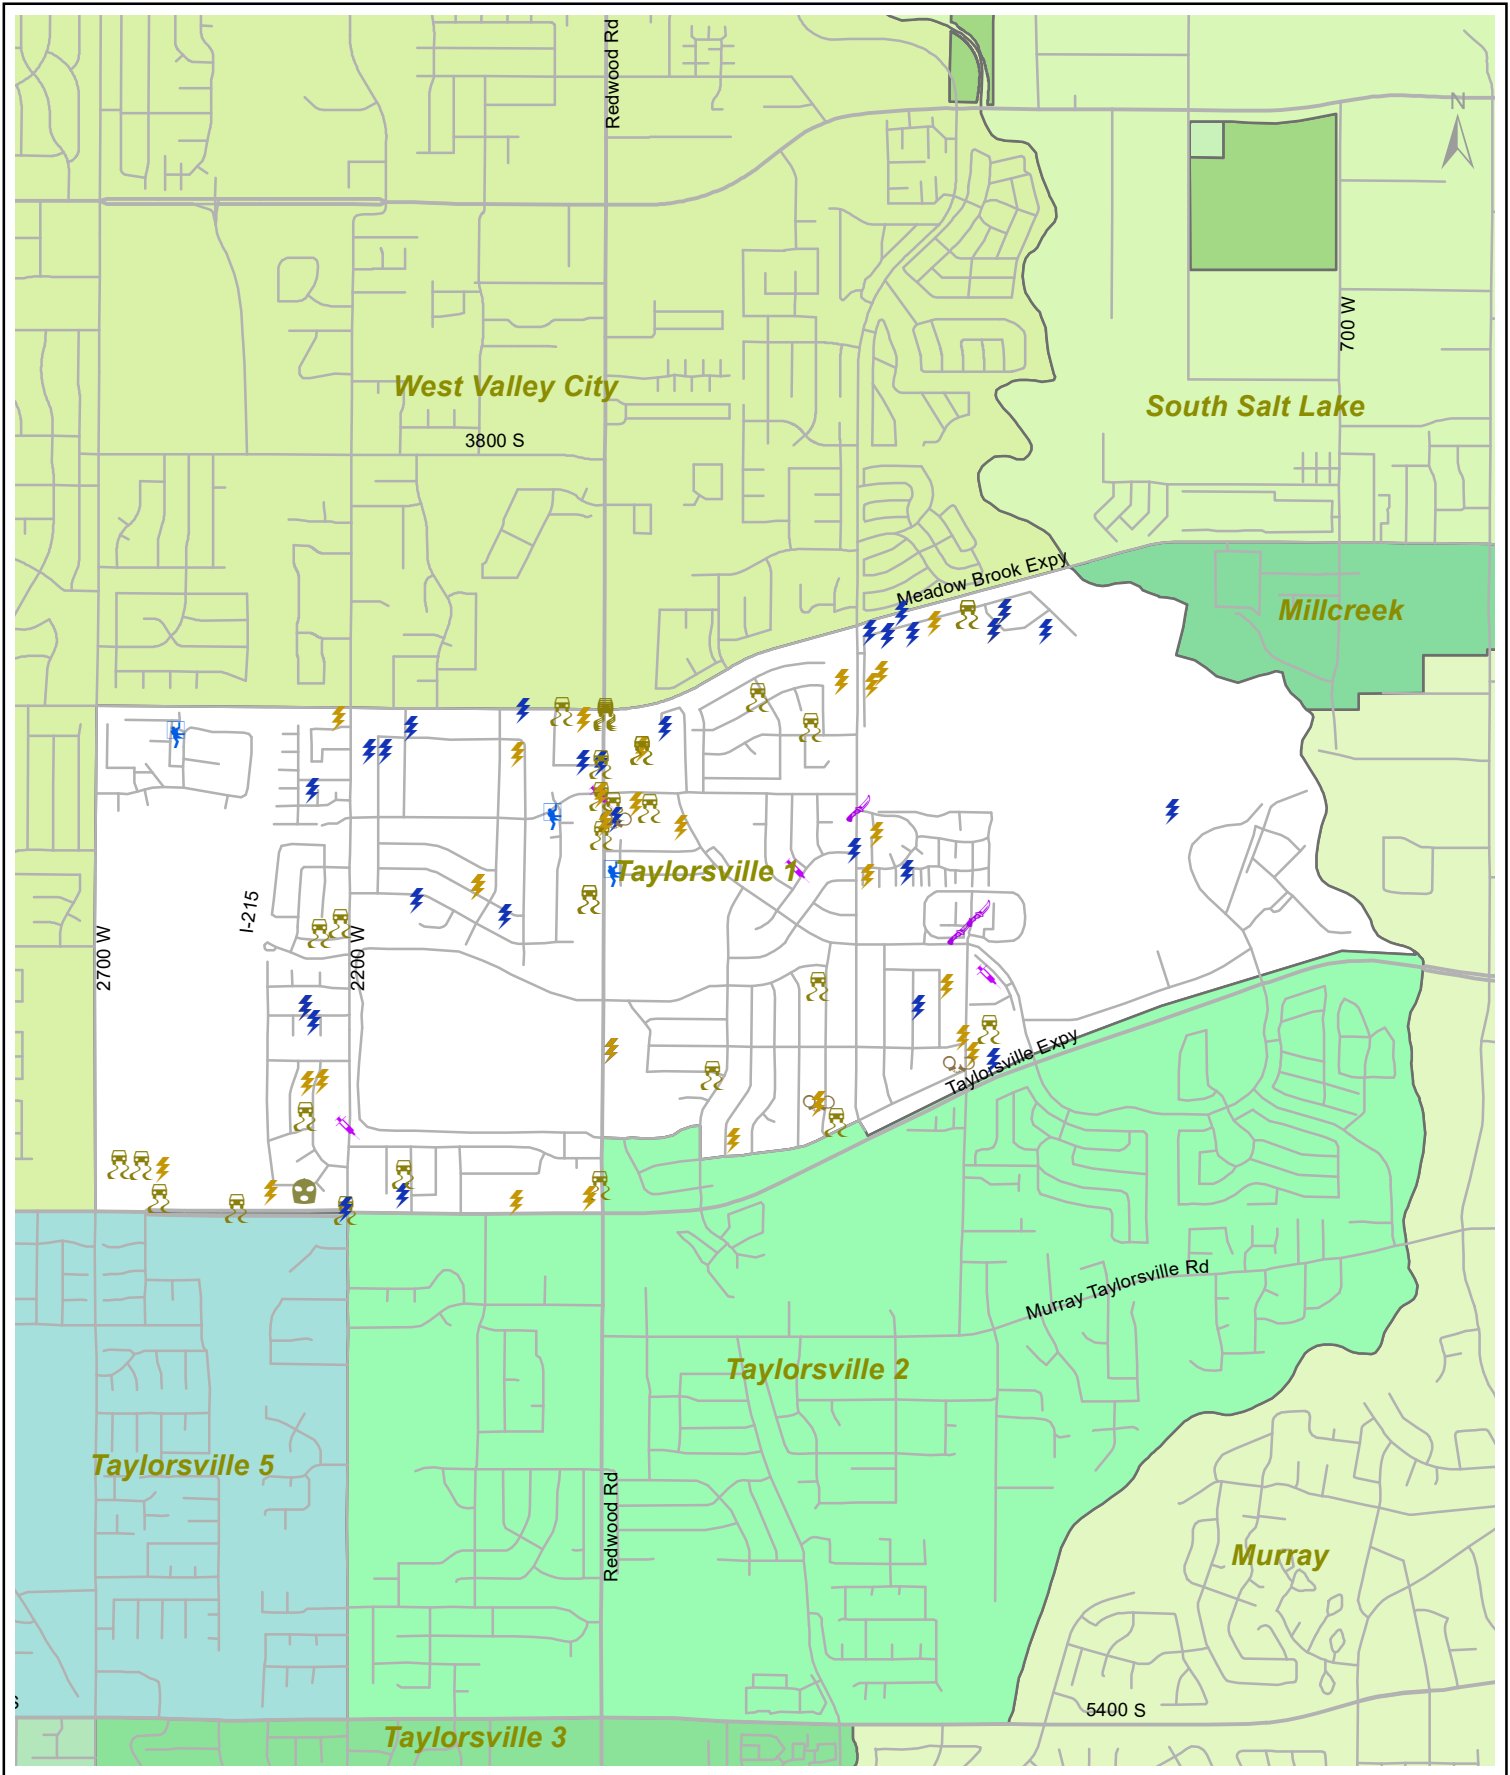 Redwood Rd
N
700 W
West Valley City
South Salt Lake
3800 S
Meadow Brook Expy
Millcreek
Taylorsville 1
I-215
2700 W
2200 W
Taylorsville Expy
Murray Taylorsville Rd
Taylorsville 2
Taylorsville 5
Redwood Rd
Murray
5400 S
Taylorsville 3